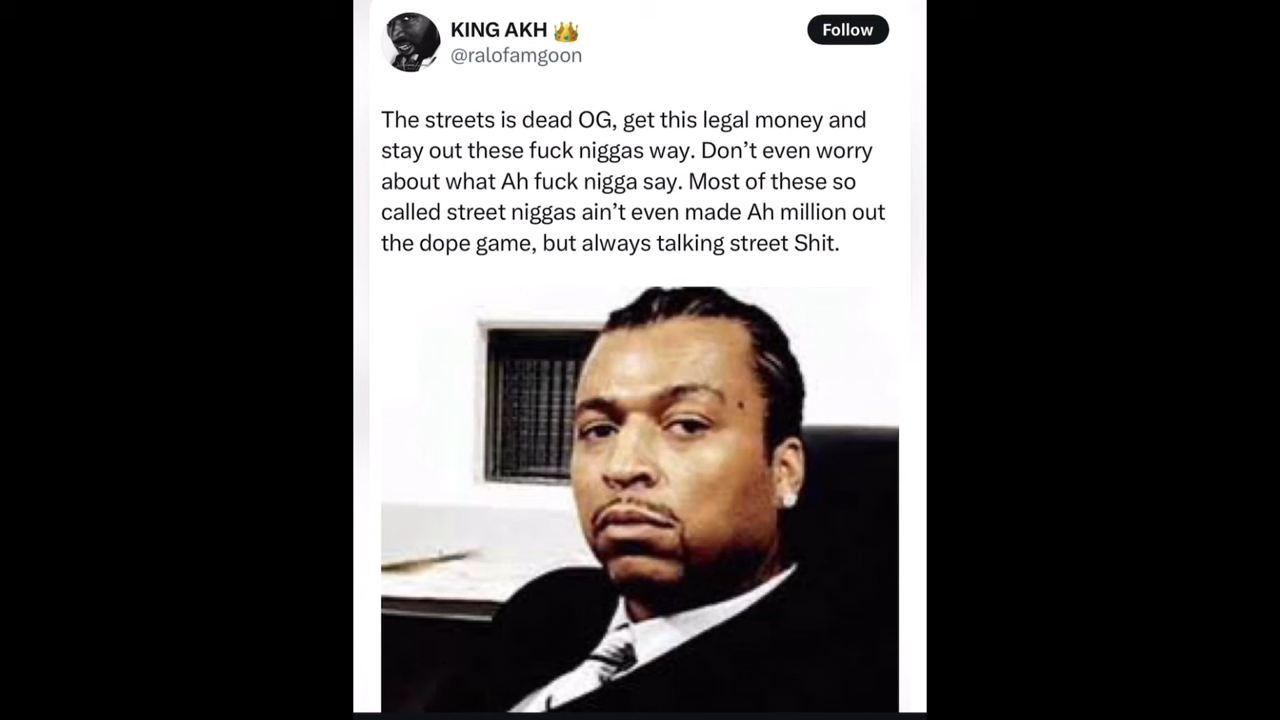 KING AKH 👑
@ralofamgoon
Follow
The streets is dead OG, get this legal money and
stay out these fuck niggas way. Don’t even worry
about what Ah fuck nigga say. Most of these so
called street niggas ain’t even made Ah million out
the dope game, but always talking street Shit.